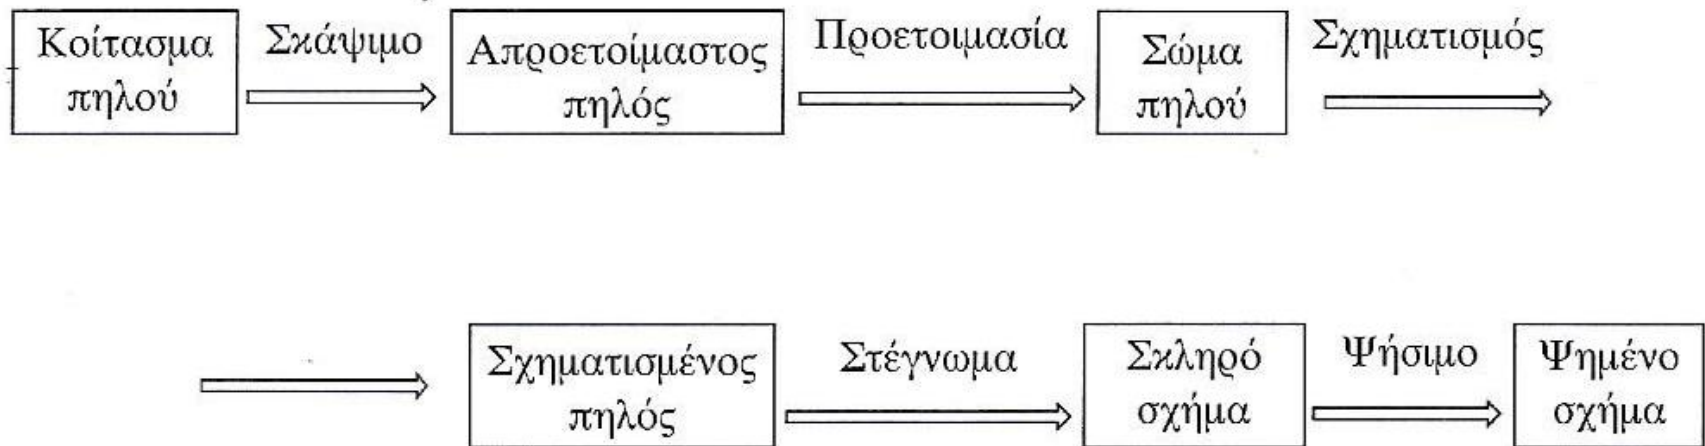 Κοίτασμα
πηλού
Σκάψιμο
Απροετοίμαστος
πηλός
Προετοιμασία
Σώμα
πηλού
Σχηματισμός
Σχηματισμένος
πηλός
Στέγνωμα
Σκληρό
σχήμα
Ψήσιμο
Ψημένο
σχήμα